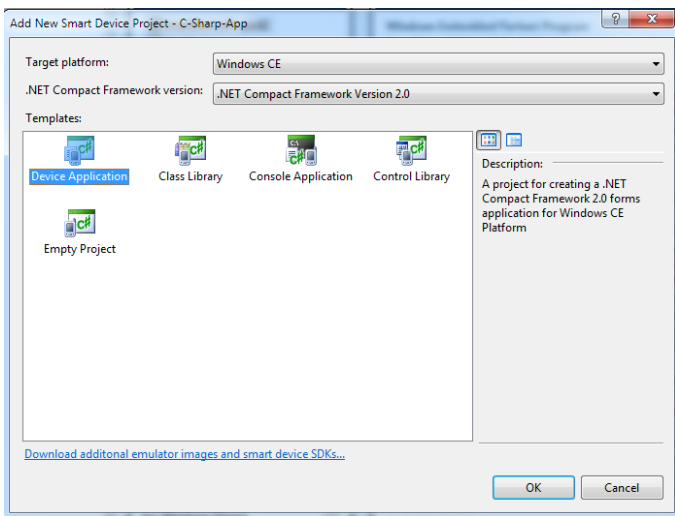 Add New Smart Device Project - C-Sharp-App
Target platform:
Windows CE
.NET Compact Framework version:
.NET Compact Framework Version 2.0
Templates:
Device Application
Class Library
Console Application
Control Library
Empty Project
Description:
A project for creating a .NET
Compact Framework 2.0 forms
application for Windows CE
Platform
Download additonal emulator images and smart device SDKs...
OK
Cancel